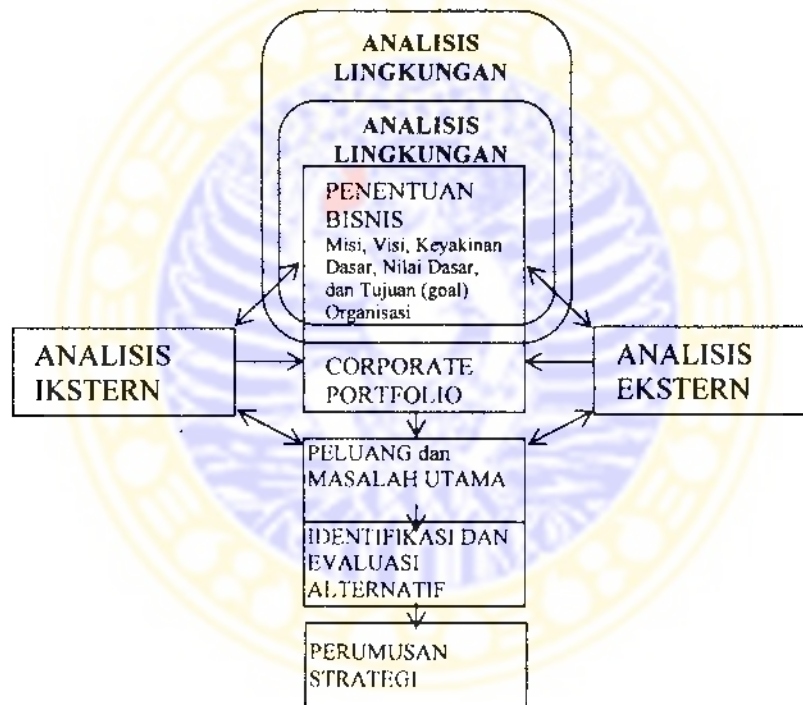 ANALISIS
LINGKUNGAN
ANALISIS
LINGKUNGAN
PENENTUAN
BISNIS
Misi, Visi, Keyakinan
Dasar, Nilai Dasar,
dan Tujuan (goal)
Organisasi
ANALISIS
IKSTERN
CORPORATE
PORTFOLIO
ANALISIS
EKSTERN
PELUANG dan
MASALAH UTAMA
IDENTIFIKASI DAN
EVALUASI
ALTERNATIF
PERUMUSAN
STRATEGI